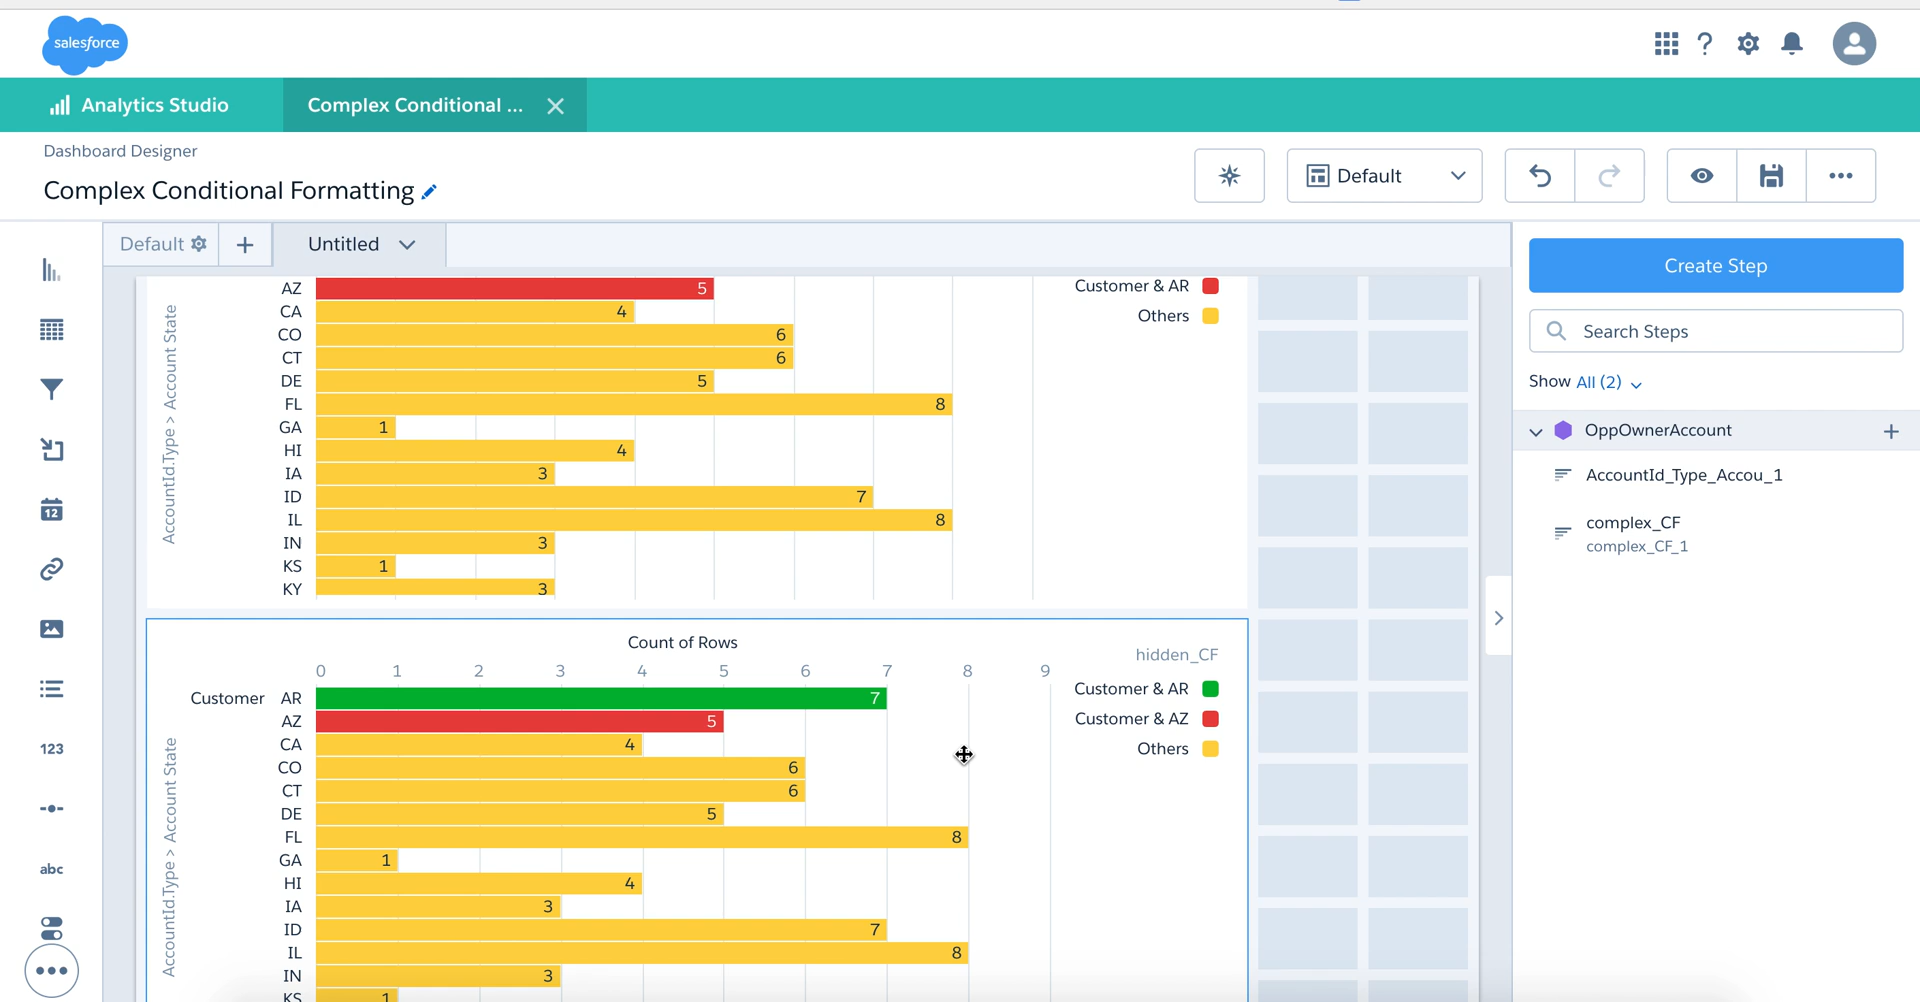 salesforce
Analytics Studio
Complex Conditional ...
Dashboard Designer
Complex Conditional Formatting
Default
Default
Untitled
Create Step
Search Steps
Show All (2)
OppOwnerAccount
AccountId_Type_Accou_1
complex_CF
complex_CF_1
12
123
abc
AccountId.Type > Account State
AZ 5
CA 4
CO 6
CT 6
DE 5
FL 8
GA 1
HI 4
IA 3
ID 7
IL 8
IN 3
KS 1
KY 3
Customer & AR
Others
Count of Rows
0 1 2 3 4 5 6 7 8 9
AccountId.Type > Account State
Customer AR 7
AZ 5
CA 4
CO 6
CT 6
DE 5
FL 8
GA 1
HI 4
IA 3
ID 7
IL 8
IN 3
KS 1
hidden_CF
Customer & AR
Customer & AZ
Others